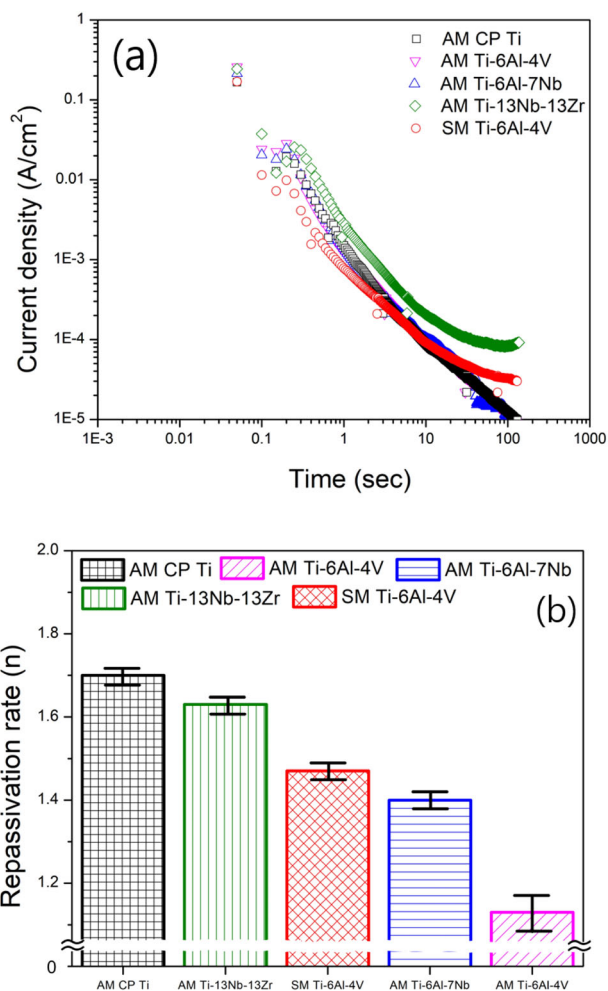 (a)
AM CP Ti
AM Ti-6Al-4V
AM Ti-6Al-7Nb
AM Ti-13Nb-13Zr
SM Ti-6Al-4V
Current density (A/cm²)
1
0.1
0.01
1E-3
1E-4
1E-5
1E-3 0.01 0.1 1 10 100 1000
Time (sec)
(b)
AM CP Ti AM Ti-6Al-4V AM Ti-6Al-7Nb
AM Ti-13Nb-13Zr SM Ti-6Al-4V
Repassivation rate (n)
2.0
1.8
1.6
1.4
1.2
0
AM CP Ti AM Ti-13Nb-13Zr SM Ti-6Al-4V AM Ti-6Al-7Nb AM Ti-6Al-4V